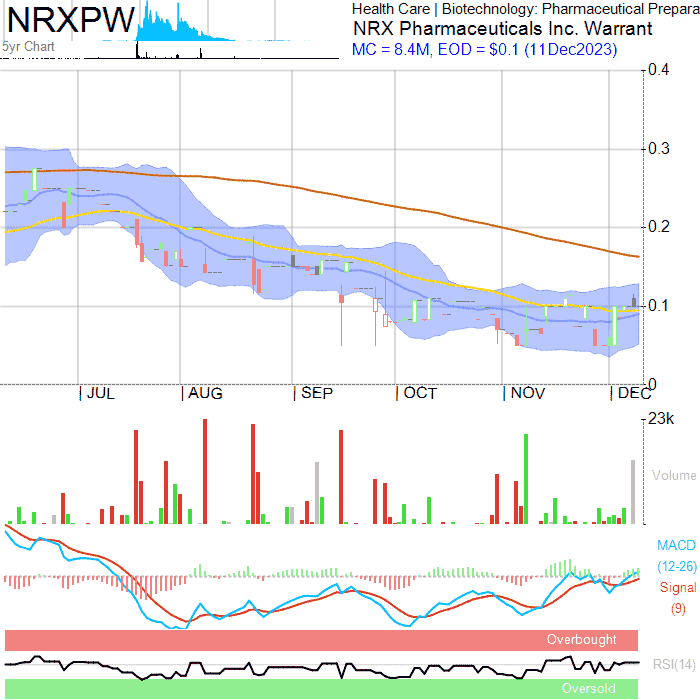 NRXPW
5yr Chart
Health Care | Biotechnology: Pharmaceutical Prepara
NRX Pharmaceuticals Inc. Warrant
MC = 8.4M, EOD = $0.1 (11Dec2023)
0.4
0.3
0.2
0.1
0
| JUL | AUG | SEP | OCT | NOV | DEC
23k
Volume
MACD
(12-26)
Signal
(9)
Overbought
RSI(14)
Oversold